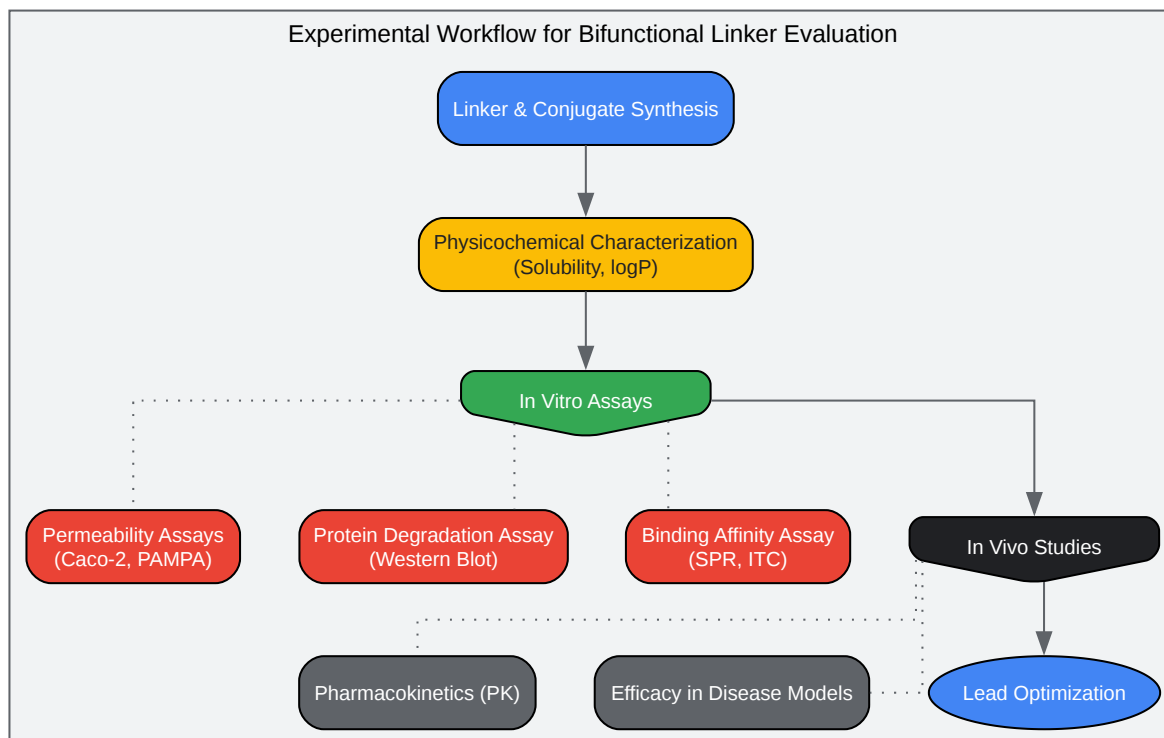 Experimental Workflow for Bifunctional Linker Evaluation
Linker & Conjugate Synthesis
Physicochemical Characterization
(Solubility, logP)
In Vitro Assays
Permeability Assays
(Caco-2, PAMPA)
Protein Degradation Assay
(Western Blot)
Binding Affinity Assay
(SPR, ITC)
In Vivo Studies
Pharmacokinetics (PK)
Efficacy in Disease Models
Lead Optimization